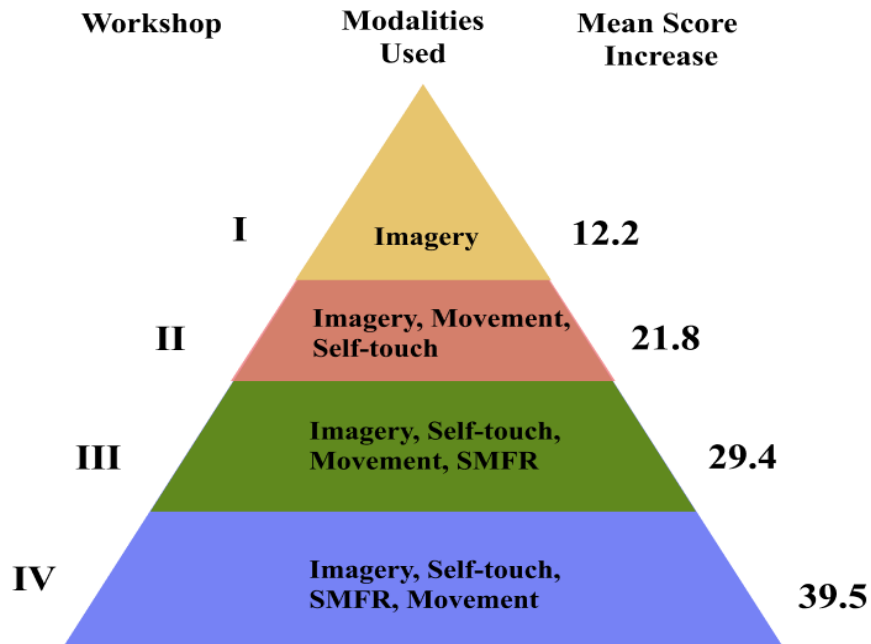 Workshop
Modalities
Used
Mean Score
Increase
I
Imagery
12.2
II
Imagery, Movement,
Self-touch
21.8
III
Imagery, Self-touch,
Movement, SMFR
29.4
IV
Imagery, Self-touch,
SMFR, Movement
39.5